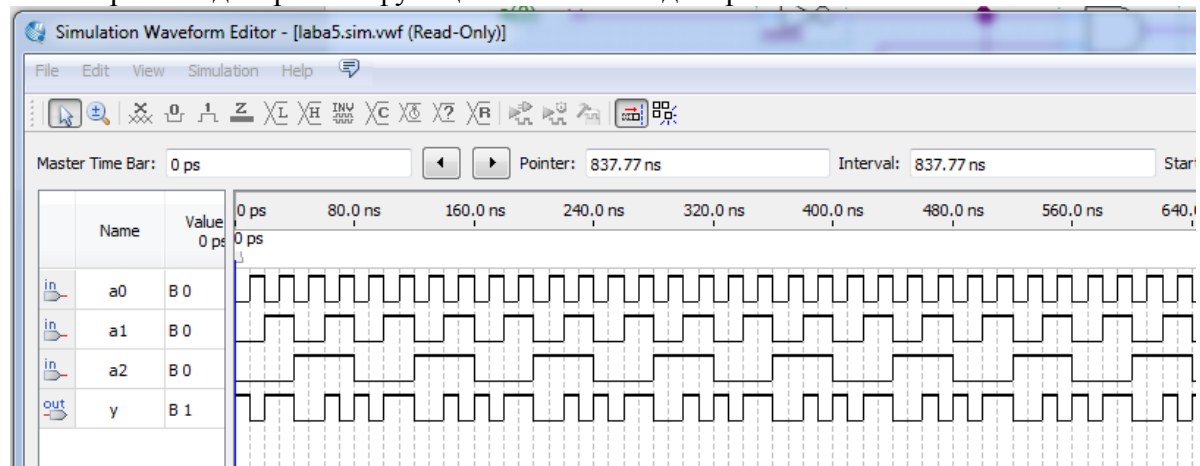 Simulation Waveform Editor - [laba5.sim.vwf (Read-Only)]
File Edit View Simulation Help
Master Time Bar: 0 ps Pointer: 837.77 ns Interval: 837.77 ns Start
Name Value 0 ps
0 ps 80.0 ns 160.0 ns 240.0 ns 320.0 ns 400.0 ns 480.0 ns 560.0 ns 640.
0 ps
in a0 B 0
in a1 B 0
in a2 B 0
out y B 1